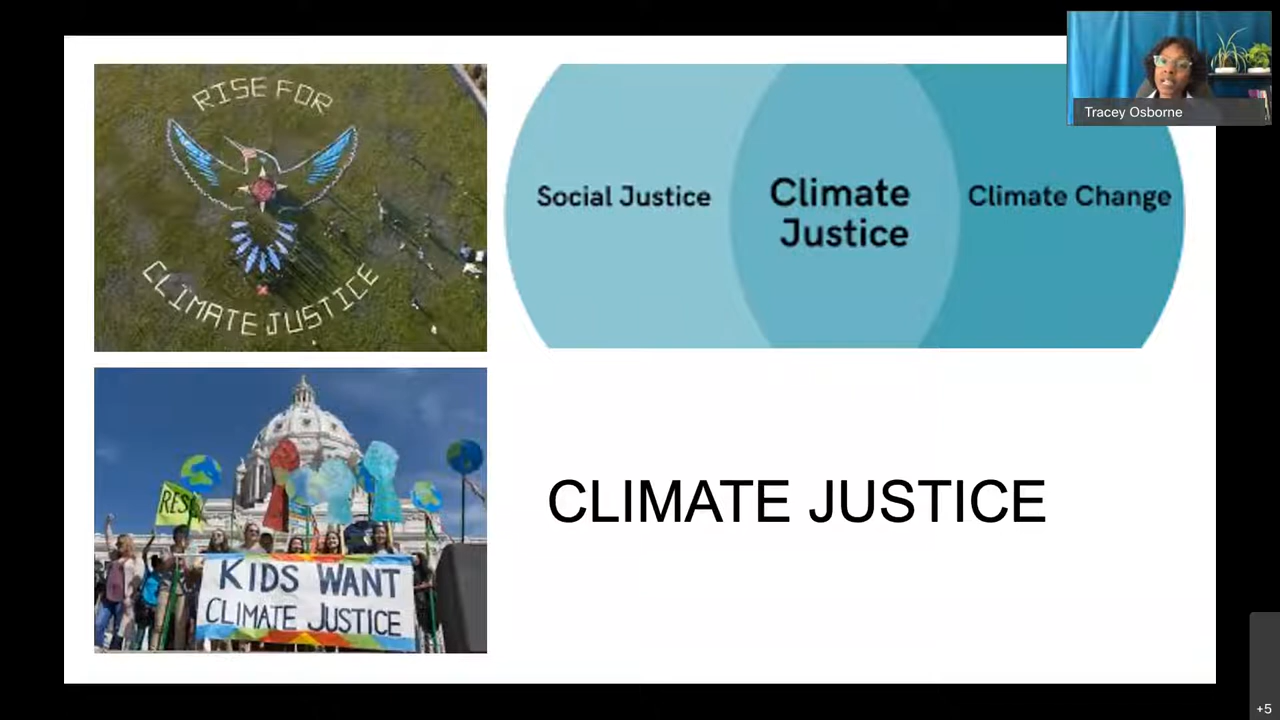 RISE FOR
CLIMATE JUSTICE
Social Justice
Climate
Justice
Climate Change
Tracey Osborne
RES
KIDS WANT
CLIMATE JUSTICE
CLIMATE JUSTICE
+5